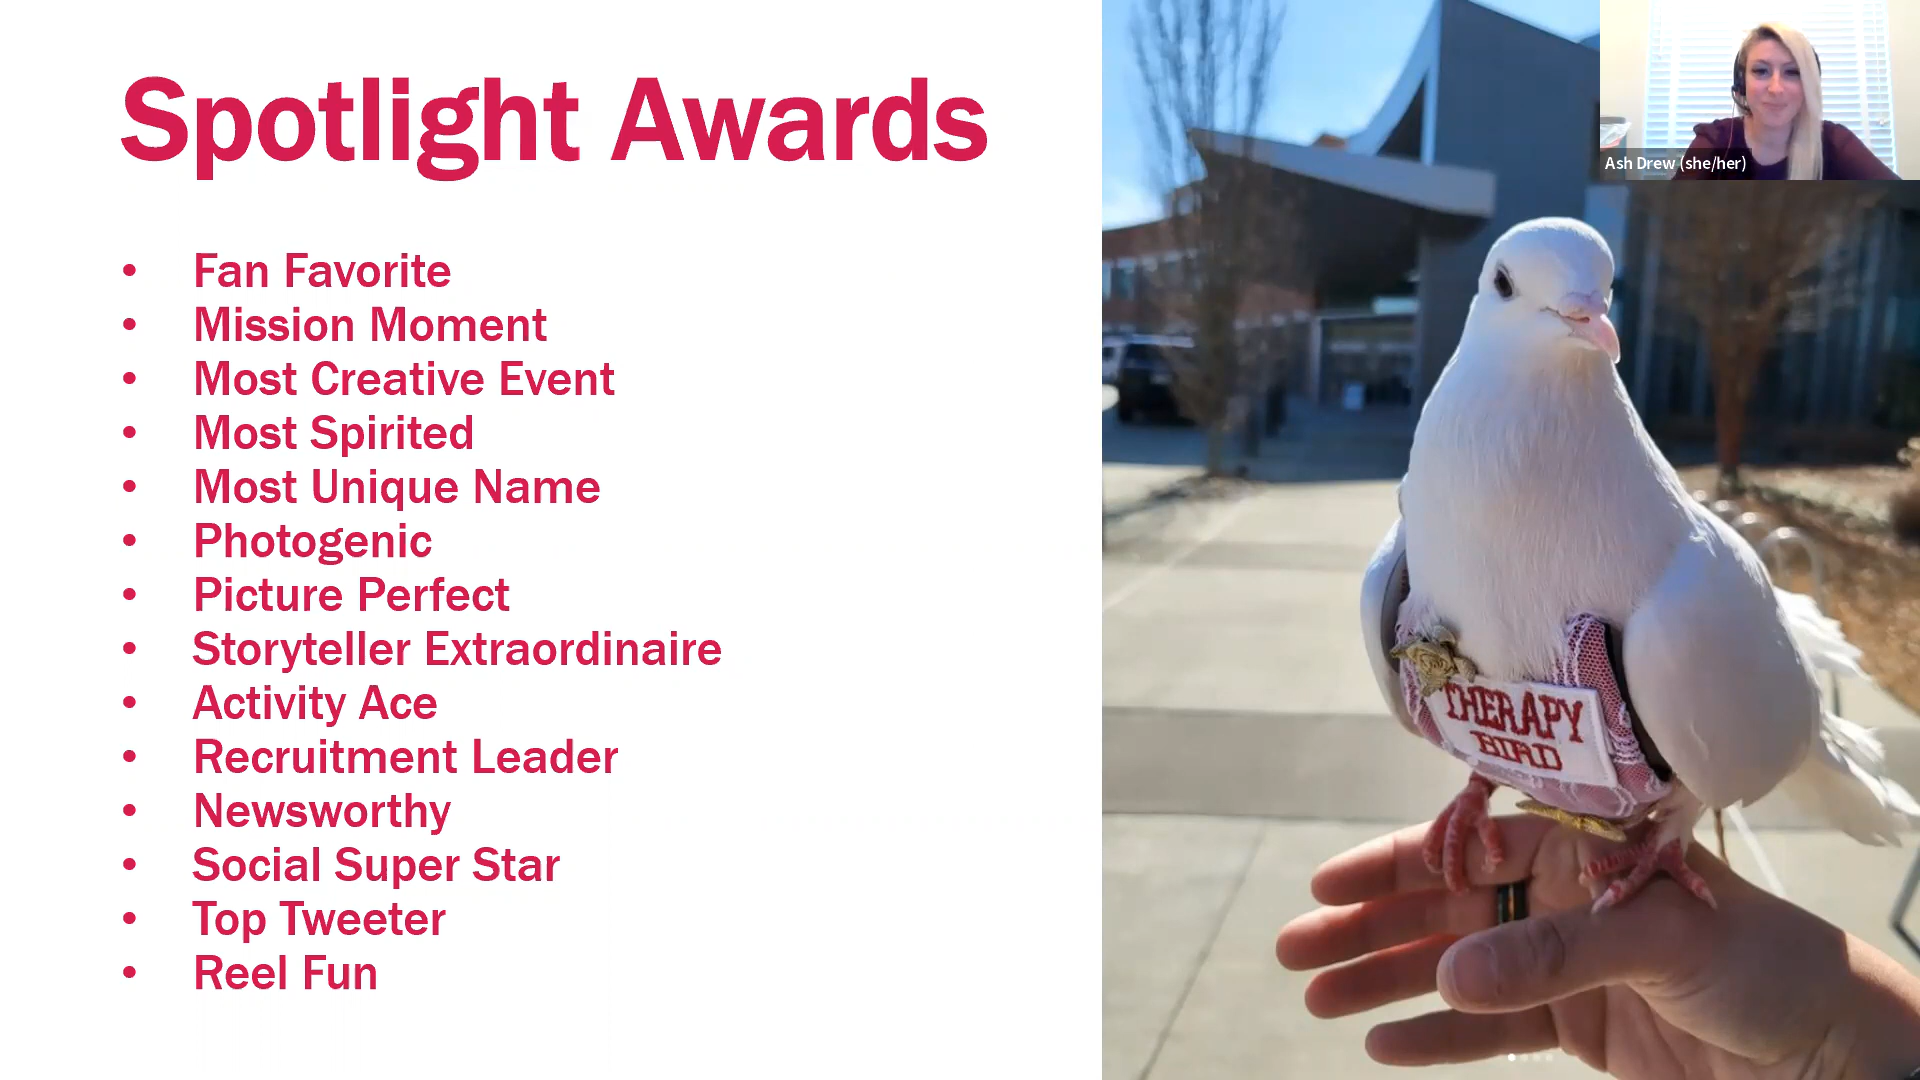 Spotlight Awards
• Fan Favorite
• Mission Moment
• Most Creative Event
• Most Spirited
• Most Unique Name
• Photogenic
• Picture Perfect
• Storyteller Extraordinaire
• Activity Ace
• Recruitment Leader
• Newsworthy
• Social Super Star
• Top Tweeter
• Reel Fun
Ash Drew (she/her)
THERAPY
BIRD